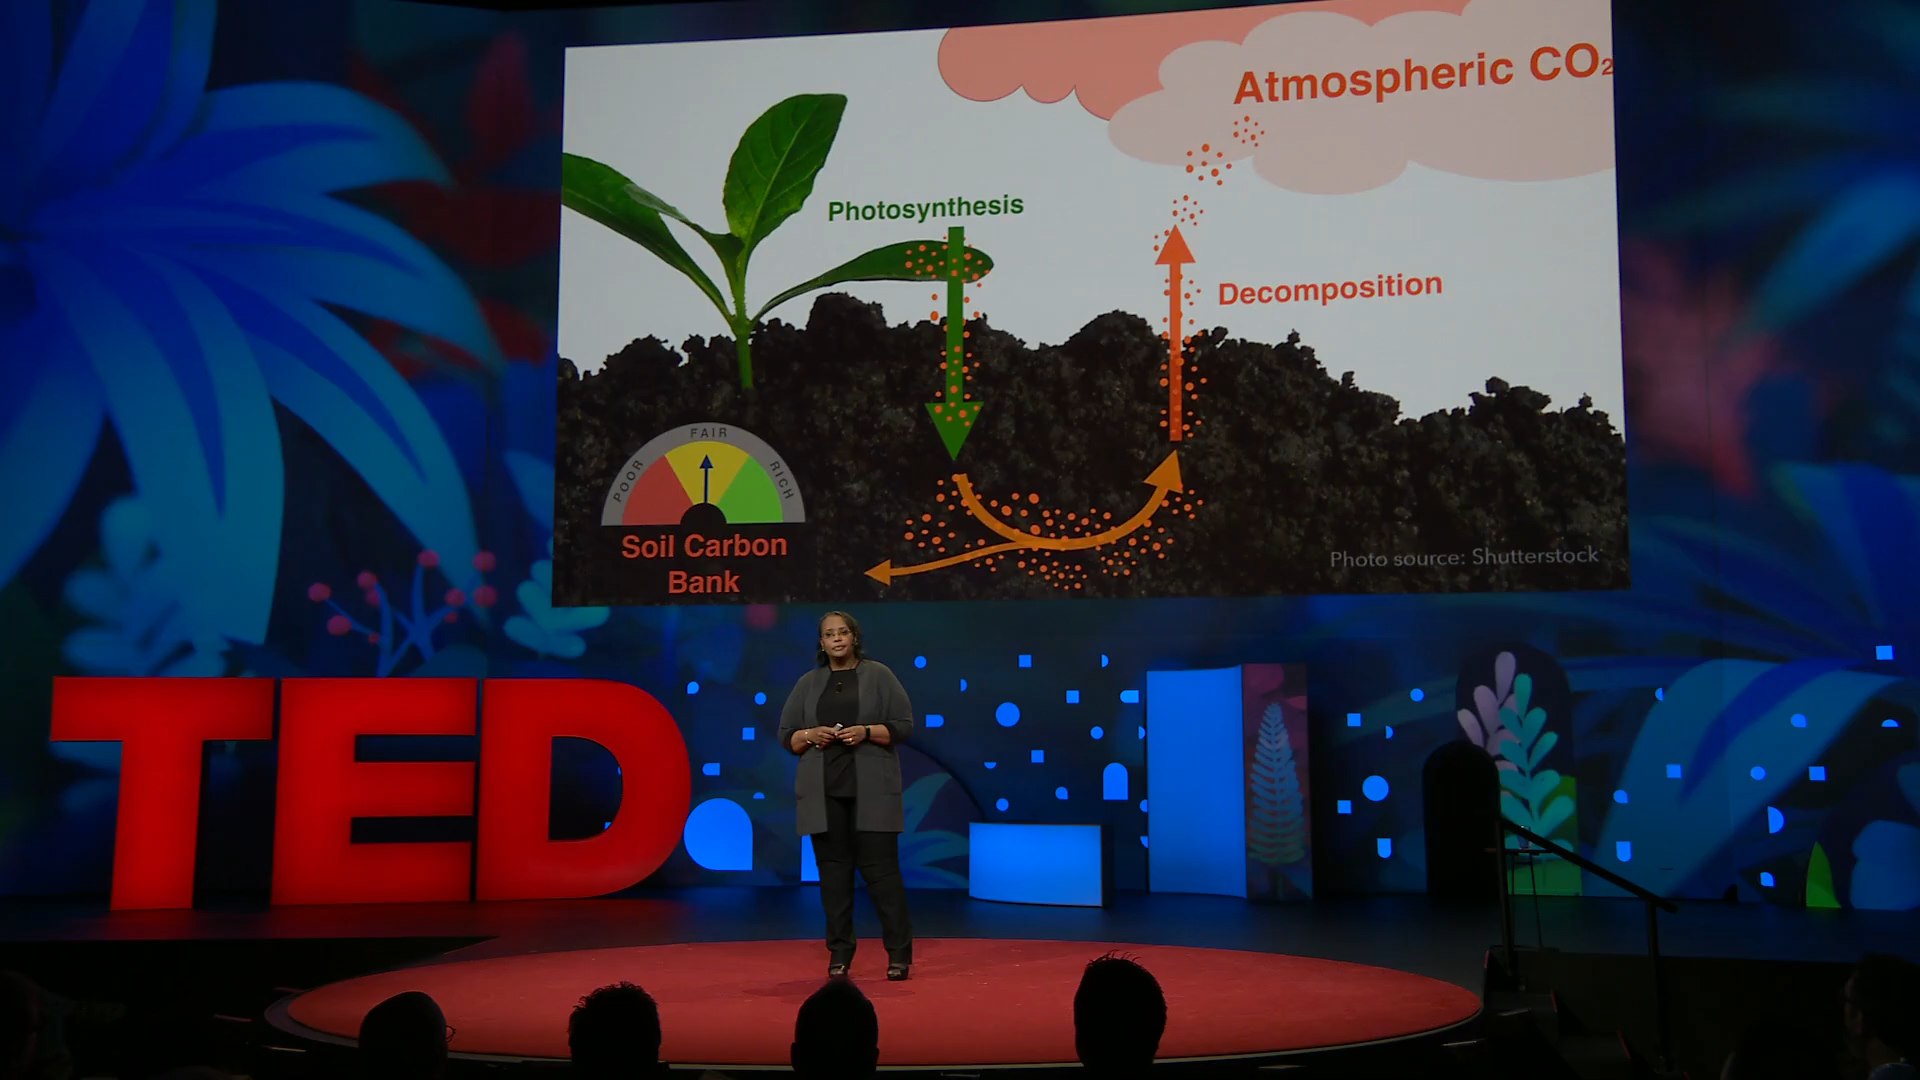 Atmospheric CO₂
Photosynthesis
Decomposition
POOR
FAIR
RICH
Soil Carbon
Bank
Photo source: Shutterstock
TED